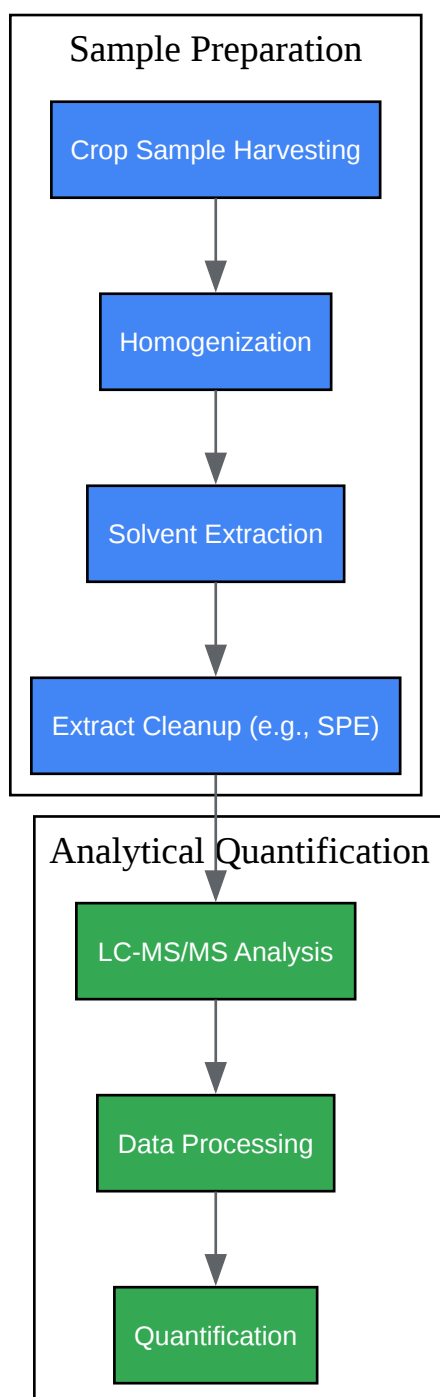 Sample Preparation
Crop Sample Harvesting
Homogenization
Solvent Extraction
Extract Cleanup (e.g., SPE)
Analytical Quantification
LC-MS/MS Analysis
Data Processing
Quantification